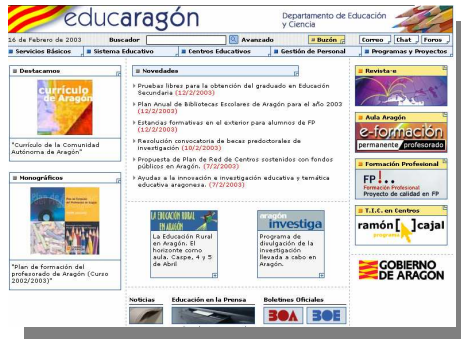 educaragón
Departamento de Educación
y Ciencia
16 de Febrero de 2003
Buscador
Avanzado
Buzón
Correo
Chat
Foros
Servicios Básicos
Sistema Educativo
Centros Educativos
Gestión de Personal
Programas y Proyectos
Destacamos
currículo
de Aragón
"Currículo de la Comunidad
Autónoma de Aragón"
Monográficos
"Plan de formación del
profesorado de Aragón (Curso
2002/2003)"
Novedades
Pruebas libres para la obtención del graduado en Educación
Secundaria (12/2/2003)
Plan Anual de Bibliotecas Escolares de Aragón para el año 2003
(12/2/2003)
Estancias formativas en el exterior para alumnos de FP
(12/2/2003)
Resolución convocatoria de becas predoctorales de
investigación (10/2/2003)
Propuesta de Plan de Red de Centros sostenidos con fondos
públicos en Aragón. (7/2/2003)
Ayudas a la innovación e investigación educativa y temática
educativa aragonesa. (7/2/2003)
LA EDUCACIÓN RURAL
EN ARAGÓN
La Educación
Rural en
Aragón. El
horizonte como
aula. Caspe, 4 y 5
de Abril
aragón
investiga
Programa de
divulgación de la
Investigación
llevada a cabo en
Aragón.
Noticias
Educación en la Prensa
Boletines Oficiales
BOA
BOE
Revista-e
Aula Aragón
e-formación
permanente profesorado
Formación Profesional
FP !...
Formación Profesional
Proyecto de calidad en FP
T.I.C. en Centros
ramón y cajal
programa
GOBIERNO
DE ARAGON